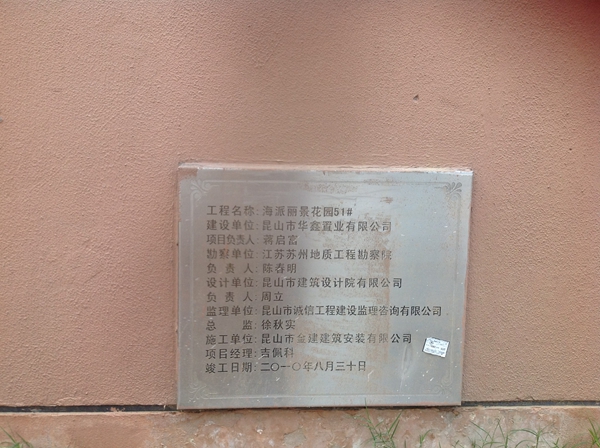 工程名称: 海派丽景花园51#
建设单位: 昆山市华鑫置业有限公司
项目负责人 蒋启宫
勘察单位: 江苏苏州地质工程勘察院
负 责 人: 陈春明
设计单位: 昆山市建筑设计院有限公司
负 责 人: 周立
监理单位: 昆山市诚信工程建设监理咨询有限公司
总 监: 徐秋实
施工单位: 昆山市金建建筑安装有限公司
项目经理: 吉佩科
竣工日期: 二〇一〇年八月三十日